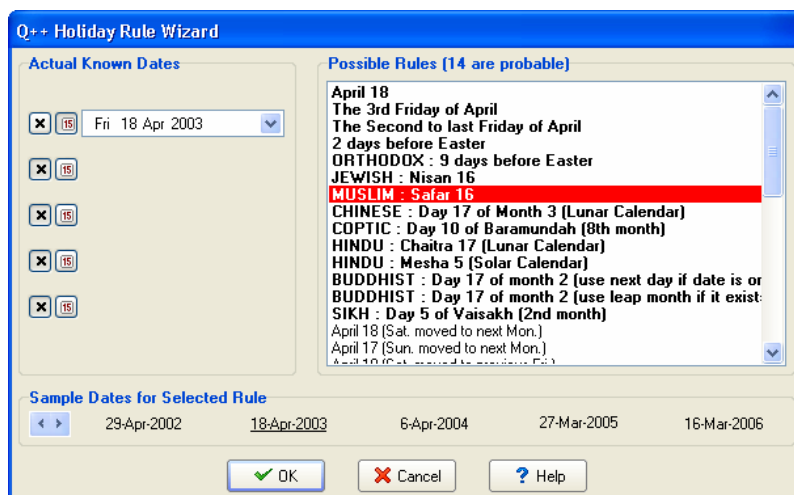 Q++ Holiday Rule Wizard
Actual Known Dates
15 Fri 18 Apr 2003
15
15
15
15
Possible Rules (14 are probable)
April 18
The 3rd Friday of April
The Second to last Friday of April
2 days before Easter
ORTHODOX : 9 days before Easter
JEWISH : Nisan 16
MUSLIM : Safar 16
CHINESE : Day 17 of Month 3 (Lunar Calendar)
COPTIC : Day 10 of Baramundah (8th month)
HINDU : Chaitra 17 (Lunar Calendar)
HINDU : Mesha 5 (Solar Calendar)
BUDDHIST : Day 17 of month 2 (use next day if date is
BUDDHIST : Day 17 of month 2 (use leap month if it
SIKH : Day 5 of Vaisakh (2nd month)
April 18 (Sat. moved to next Mon.)
April 17 (Sun. moved to next Mon.)
Sample Dates for Selected Rule
29-Apr-2002 18-Apr-2003 6-Apr-2004 27-Mar-2005 16-Mar-2006
OK Cancel ? Help